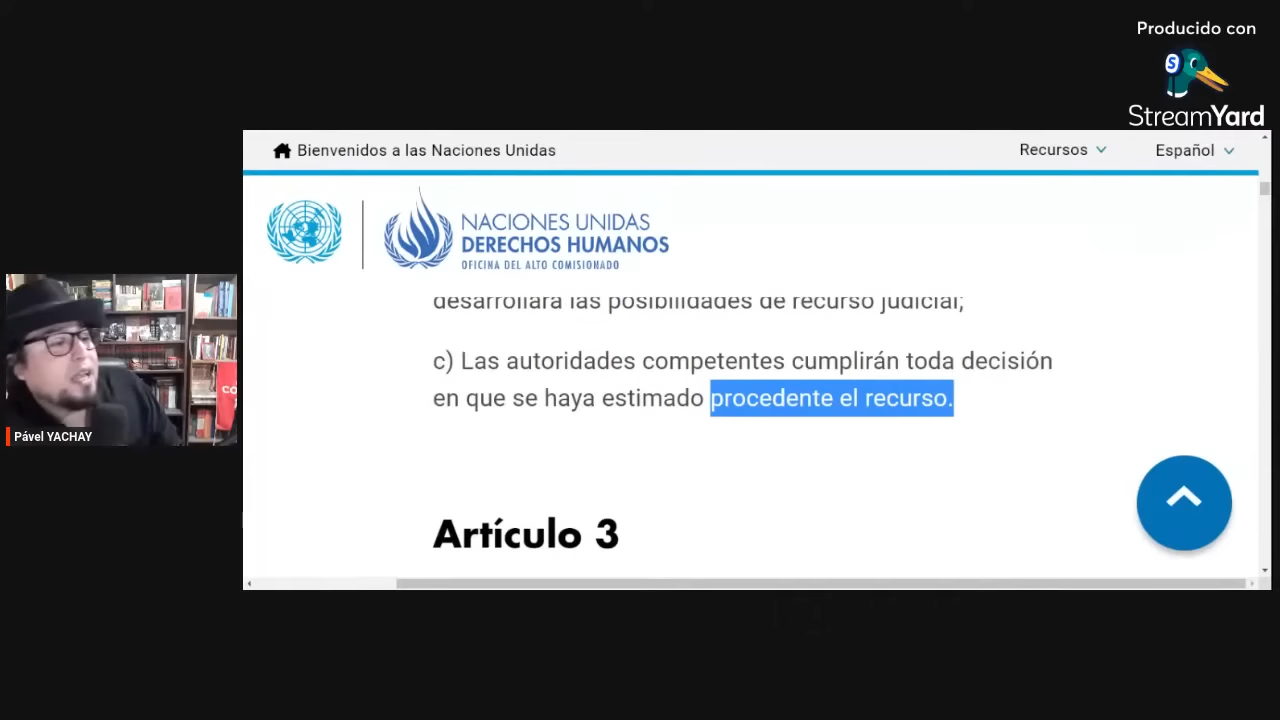 Producido con
StreamYard
Bienvenidos a las Naciones Unidas
Recursos
Español
NACIONES UNIDAS
DERECHOS HUMANOS
OFICINA DEL ALTO COMISIONADO
desarrollará las posibilidades de recurso judicial;
c) Las autoridades competentes cumplirán toda decisión
en que se haya estimado procedente el recurso.
Artículo 3
Pável YACHAY